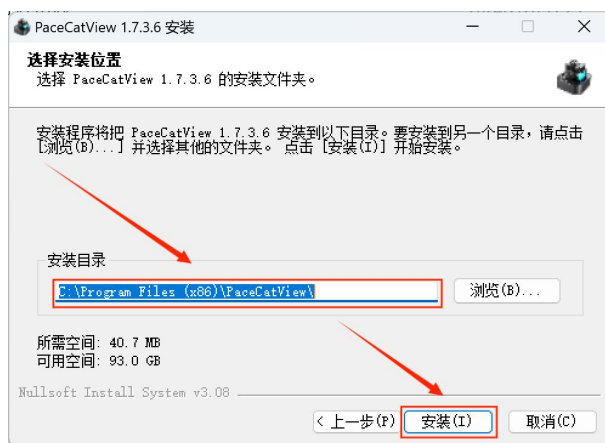 PaceCatView 1.7.3.6 安装
选择安装位置
选择 PaceCatView 1.7.3.6 的安装文件夹。
安装程序将把 PaceCatView 1.7.3.6 安装到以下目录。要安装到另一个目录，请点击
[浏览(B)...] 并选择其他的文件夹。 点击 [安装(I)] 开始安装。
安装目录
C:\Program Files (x86)\PaceCatView\
浏览(B)...
所需空间: 40.7 MB
可用空间: 93.0 GB
Nullsoft Install System v3.08
< 上一步(P)
安装(I)
取消(C)